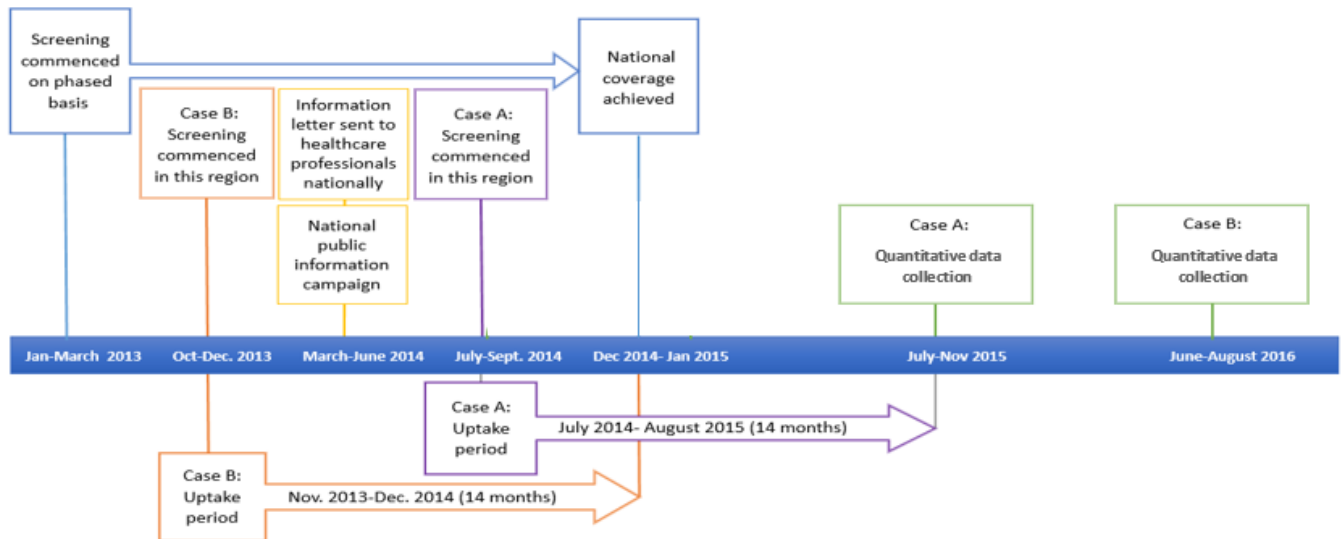 Screening
commenced
on phased
basis
National
coverage
achieved
Case B:
Screening
commenced
in this region
Information
letter sent to
healthcare
professionals
nationally
Case A:
Screening
commenced
in this region
National
public
information
campaign
Case A:
Quantitative data
collection
Case B:
Quantitative data
collection
Jan-March 2013
Oct-Dec. 2013
March-June 2014
July-Sept. 2014
Dec 2014- Jan 2015
July-Nov 2015
June-August 2016
Case A:
Uptake
period
July 2014- August 2015 (14 months)
Case B:
Uptake
period
Nov. 2013-Dec. 2014 (14 months)